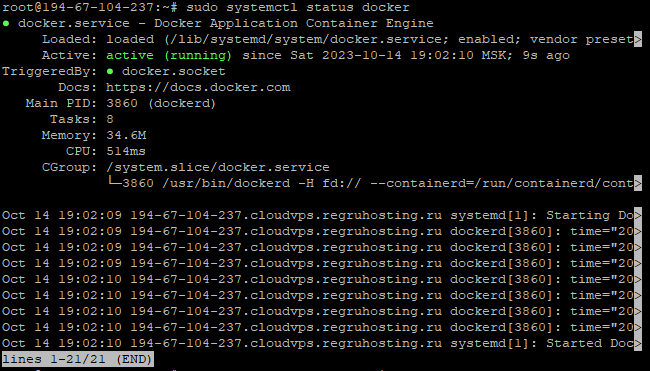 root@194-67-104-237:~# sudo systemctl status docker
● docker.service - Docker Application Container Engine
     Loaded: loaded (/lib/systemd/system/docker.service; enabled; vendor preset>
     Active: active (running) since Sat 2023-10-14 19:02:10 MSK; 9s ago
TriggeredBy: ● docker.socket
       Docs: https://docs.docker.com
   Main PID: 3860 (dockerd)
      Tasks: 8
     Memory: 34.6M
        CPU: 514ms
     CGroup: /system.slice/docker.service
             └─3860 /usr/bin/dockerd -H fd:// --containerd=/run/containerd/cont>
Oct 14 19:02:09 194-67-104-237.cloudvps.regruhosting.ru systemd[1]: Starting Do>
Oct 14 19:02:09 194-67-104-237.cloudvps.regruhosting.ru dockerd[3860]: time="20>
Oct 14 19:02:09 194-67-104-237.cloudvps.regruhosting.ru dockerd[3860]: time="20>
Oct 14 19:02:09 194-67-104-237.cloudvps.regruhosting.ru dockerd[3860]: time="20>
Oct 14 19:02:10 194-67-104-237.cloudvps.regruhosting.ru dockerd[3860]: time="20>
Oct 14 19:02:10 194-67-104-237.cloudvps.regruhosting.ru dockerd[3860]: time="20>
Oct 14 19:02:10 194-67-104-237.cloudvps.regruhosting.ru dockerd[3860]: time="20>
Oct 14 19:02:10 194-67-104-237.cloudvps.regruhosting.ru dockerd[3860]: time="20>
Oct 14 19:02:10 194-67-104-237.cloudvps.regruhosting.ru systemd[1]: Started Doc>
lines 1-21/21 (END)